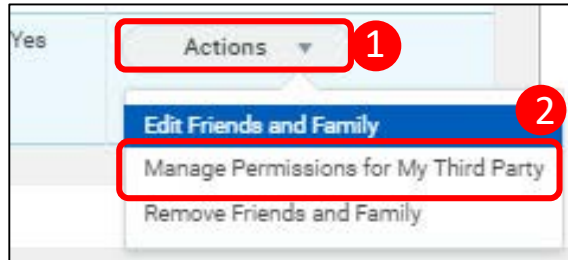 Yes
Actions
1
2
Edit Friends and Family
Manage Permissions for My Third Party
Remove Friends and Family